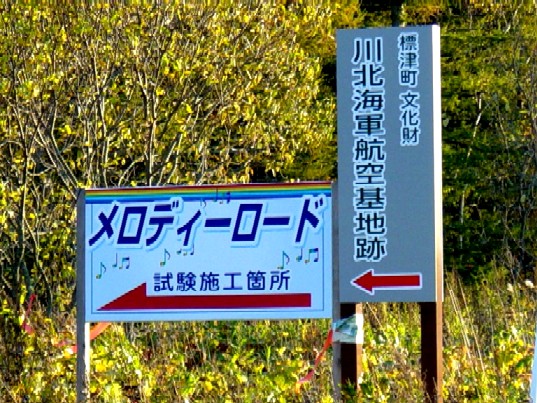 標津町 文化財
川北海軍航空基地跡
メロディーロード
試験施工箇所